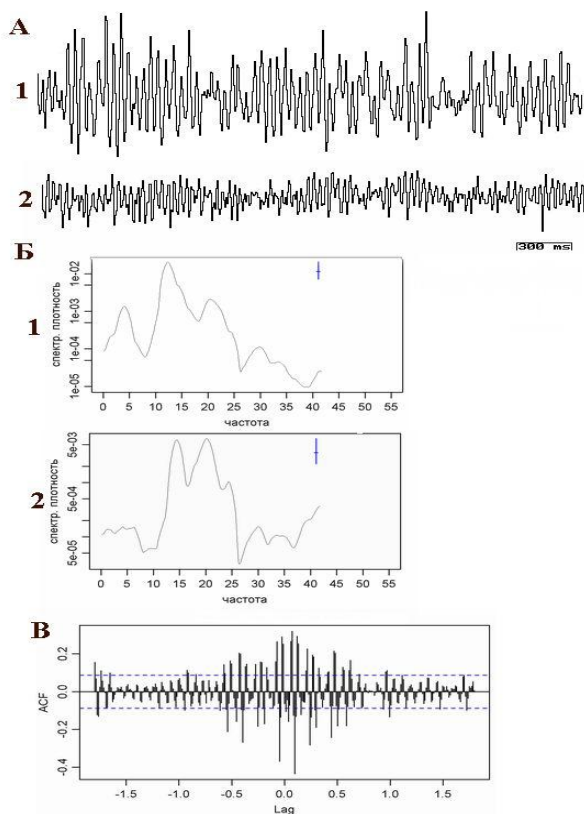 А
1
2
300 ms
Б
1
спектр. плотность
1e-02
1e-03
1e-04
1e-05
0 5 10 15 20 25 30 35 40 45 50 55
частота
2
спектр. плотность
5e-03
5e-04
5e-05
0 5 10 15 20 25 30 35 40 45 50 55
частота
В
ACF
0.2
0.0
-0.2
-0.4
-1.5 -1.0 -0.5 0.0 0.5 1.0 1.5
Lag